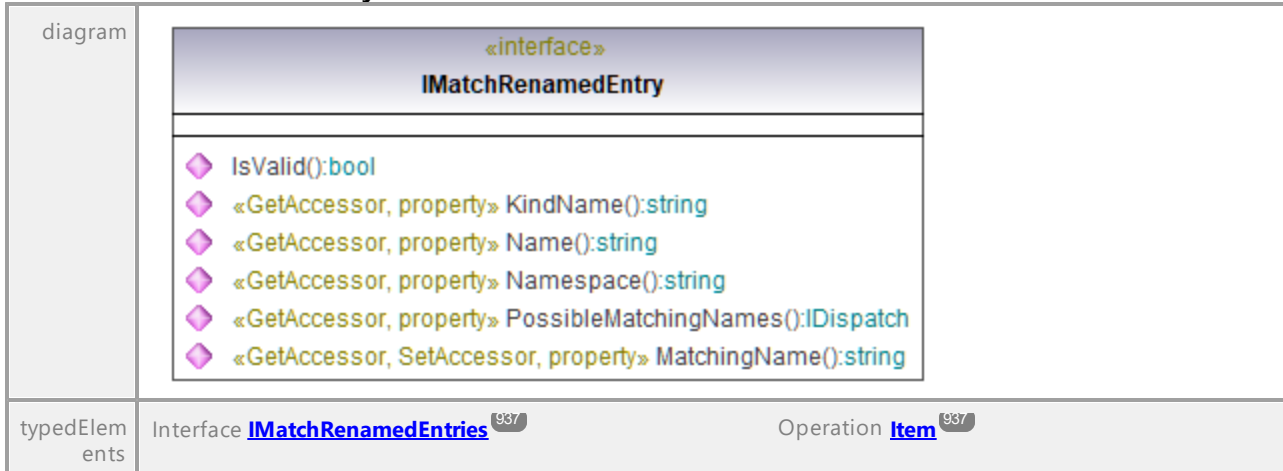 diagram
«interface»
IMatchRenamedEntry
IsValid():bool
«GetAccessor, property» KindName():string
«GetAccessor, property» Name():string
«GetAccessor, property» Namespace():string
«GetAccessor, property» PossibleMatchingNames():IDispatch
«GetAccessor, SetAccessor, property» MatchingName():string
typedElem
ents
Interface IMatchRenamedEntries 937 Operation Item 937